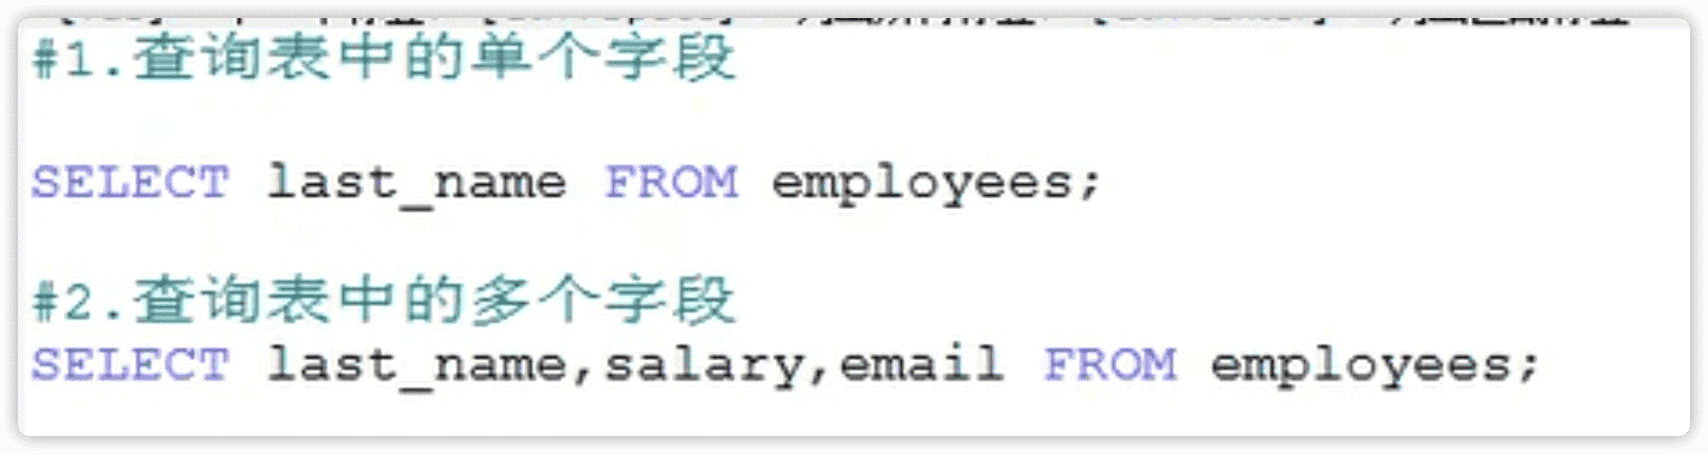 #1.查询表中的单个字段
SELECT last_name FROM employees;
#2.查询表中的多个字段
SELECT last_name,salary,email FROM employees;